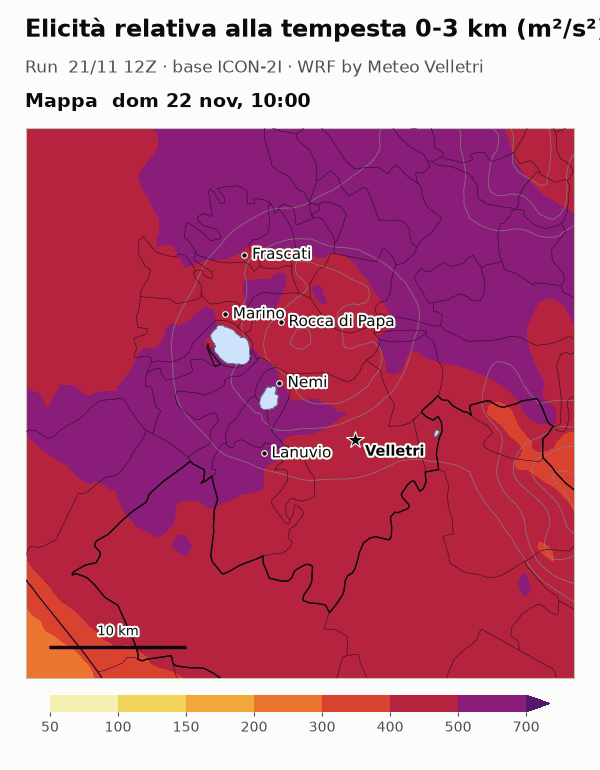 Elicità relativa alla tempesta 0-3 km (m²/s²)
Run 21/11 12Z · base ICON-2I · WRF by Meteo Velletri
Mappa dom 22 nov, 10:00
Frascati
Marino
Rocca di Papa
Nemi
Velletri
Lanuvio
10 km
50 100 150 200 300 400 500 700